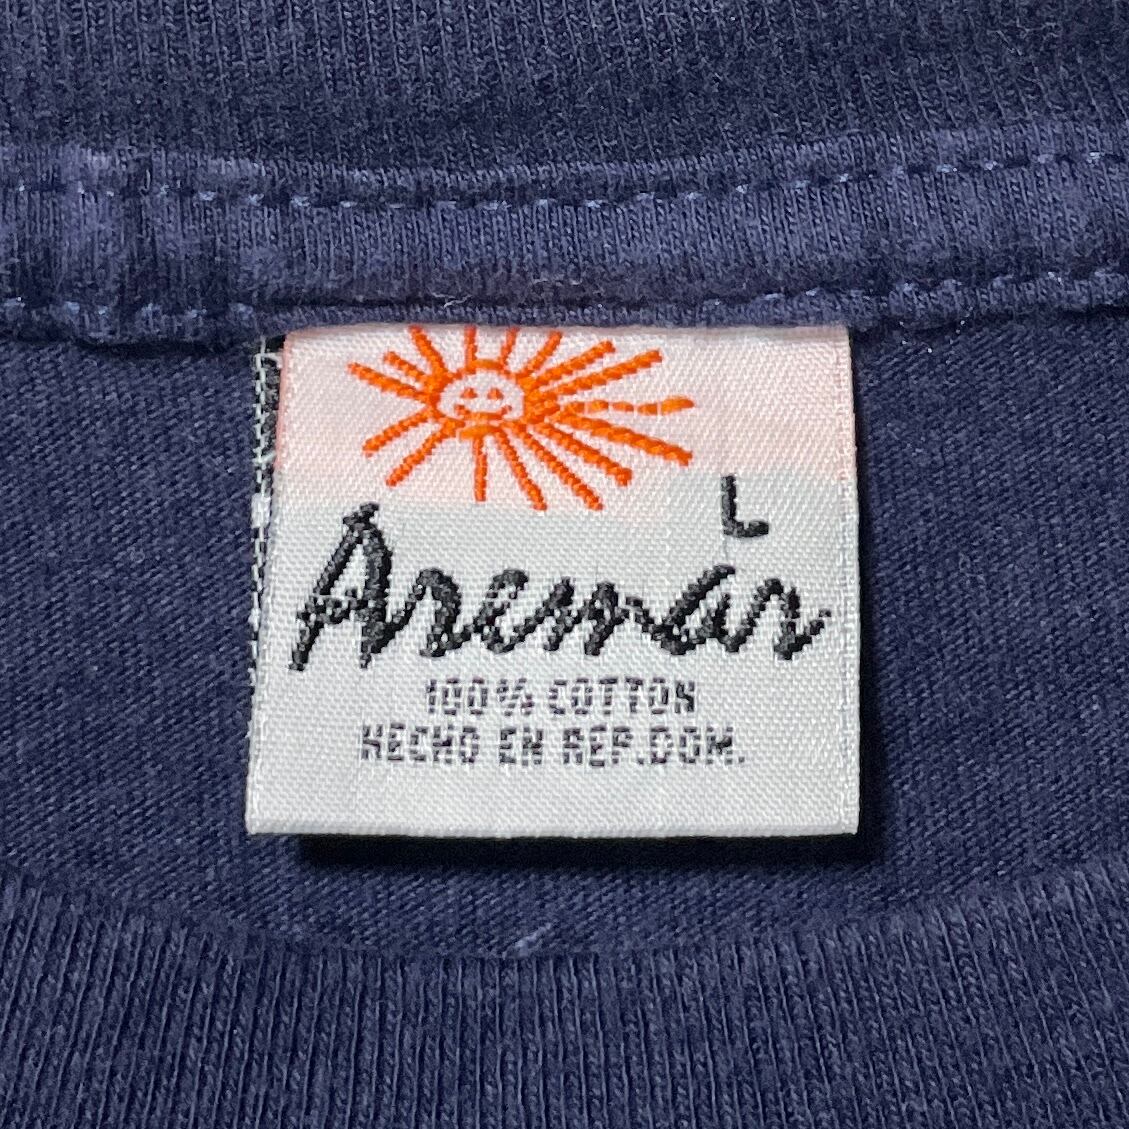 L
Aremar
100% COTTON
HECHO EN REP.DOM.